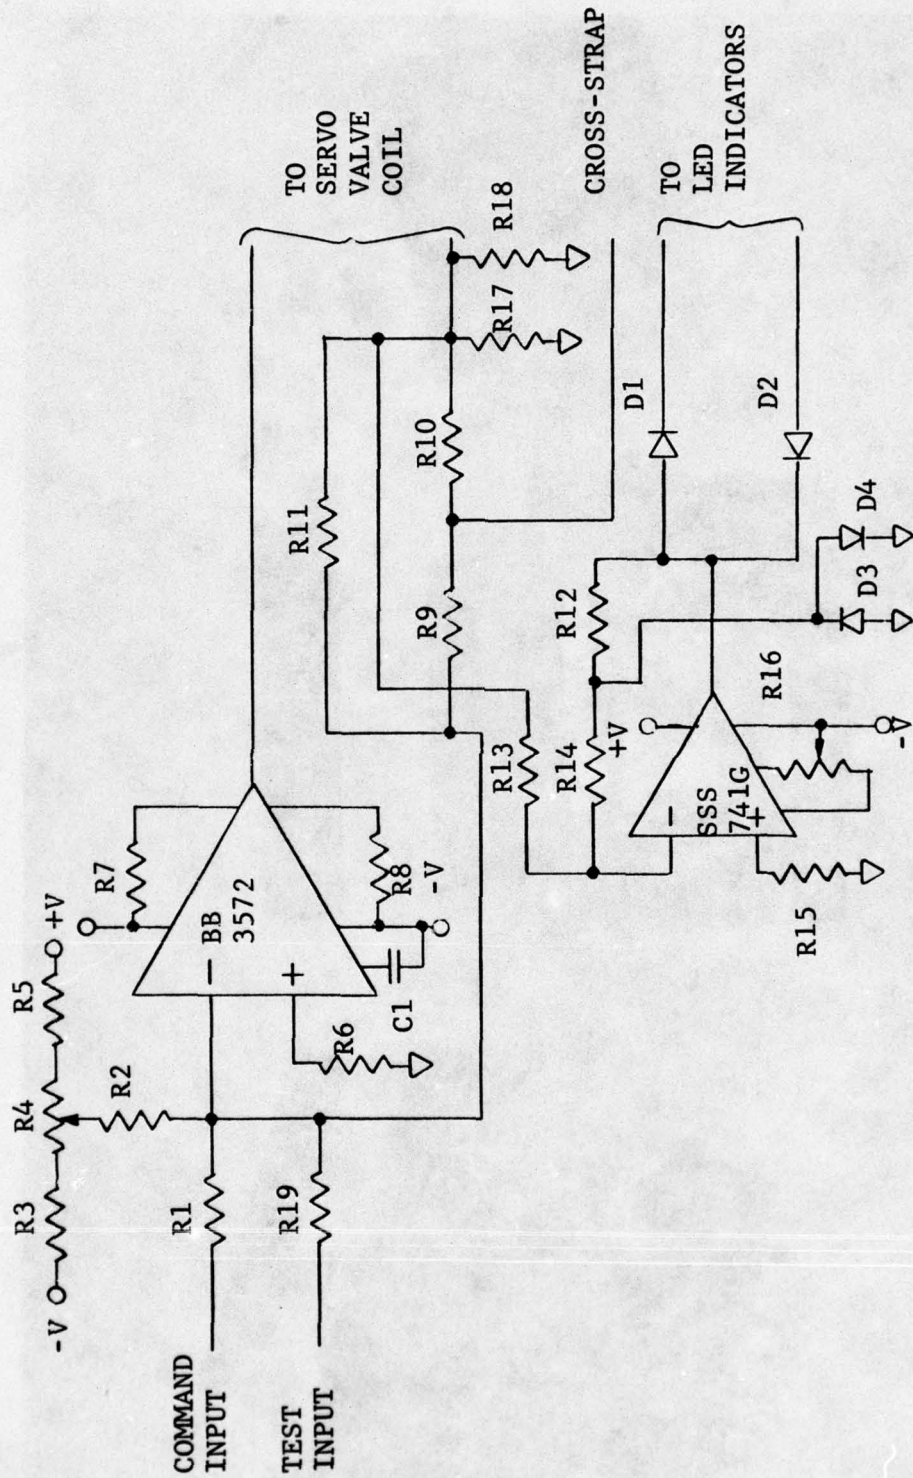 -V
R3
R4
R5
+V
R2
R7
COMMAND
INPUT
R1
BB
3572
-
+
TEST
INPUT
R19
R6
C1
R8
-V
R11
TO
SERVO
VALVE
COIL
R9
R10
R17
R18
R13
R14
+V
R12
CROSS-STRAP
D1
TO
LED
INDICATORS
D2
-
SSS
741G
+
R15
R16
-V
D3
D4